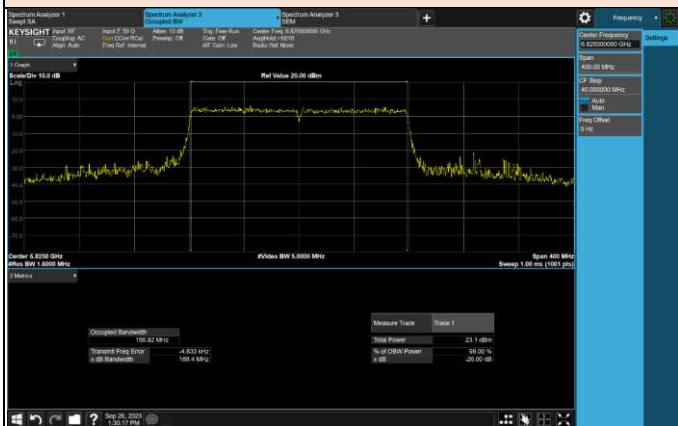 Spectrum Analyzer 1
Swept SA
Spectrum Analyzer 2
Occupied BW
Spectrum Analyzer 3
SEM
+
Frequency
KEYSIGHT
Input: RF
Coupling: AC
Align: Auto
Input Z: 50 Ω
Corr CCorr RCal
Freq Ref: Internal
Atten: 10 dB
Preamp: Off
Trig: Free Run
Gate: Off
#IF Gain: Low
Center Freq: 6.825000000 GHz
Avg|Hold:>10/10
Radio Std: None
Center Frequency
6.825000000 GHz
Settings
Span
400.00 MHz
CF Step
40.000000 MHz
Auto
Man
Freq Offset
0 Hz
1 Graph
Scale/Div 10.0 dB
Ref Value 20.00 dBm
Log
10.0
0.00
Center 6.8250 GHz
#Res BW 1.6000 MHz
#Video BW 5.0000 MHz
Span 400 MHz
Sweep 1.00 ms (1001 pts)
2 Metrics
Occupied Bandwidth
156.82 MHz
Transmit Freq Error
-4.833 kHz
x dB Bandwidth
166.4 MHz
Measure Trace
Trace 1
Total Power
23.1 dBm
% of OBW Power
99.00 %
x dB
-26.00 dB
?
Sep 26, 2023
1:30:17 PM